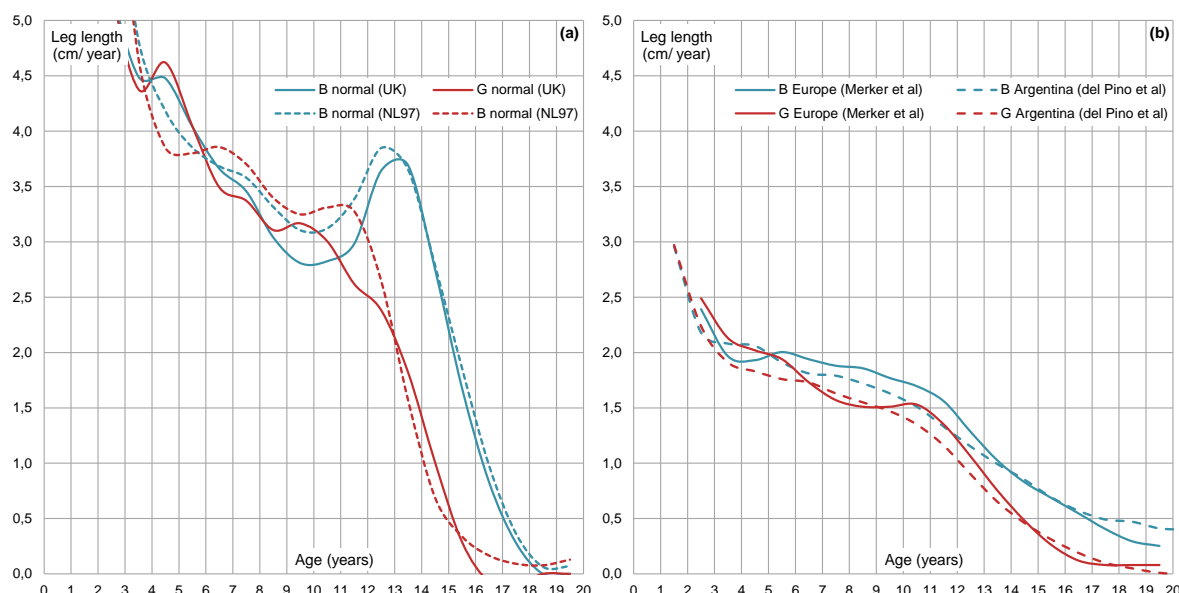 5,0
4,5
4,0
3,5
3,0
2,5
2,0
1,5
1,0
0,5
0,0
Leg length
(cm/ year)
(a)
B normal (UK)
G normal (UK)
B normal (NL97)
B normal (NL97)
Age (years)
0 1 2 3 4 5 6 7 8 9 10 11 12 13 14 15 16 17 18 19 20
5,0
4,5
4,0
3,5
3,0
2,5
2,0
1,5
1,0
0,5
0,0
Leg length
(cm/ year)
(b)
B Europe (Merker et al)
B Argentina (del Pino et al)
G Europe (Merker et al)
G Argentina (del Pino et al)
Age (years)
0 1 2 3 4 5 6 7 8 9 10 11 12 13 14 15 16 17 18 19 20